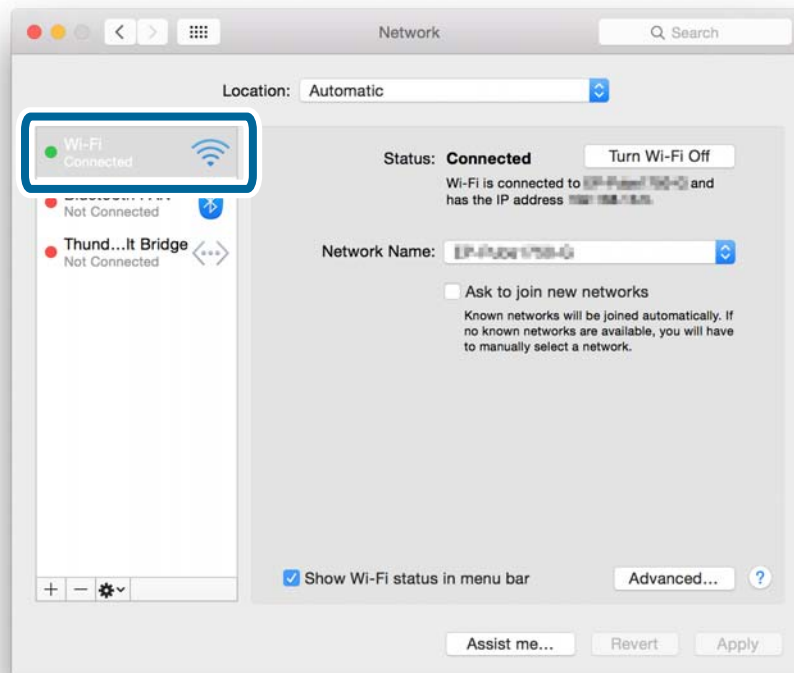 Network
Search
Location: Automatic
Wi-Fi
Connected
Not Connected
Thund...lt Bridge
Not Connected
Status: Connected
Turn Wi-Fi Off
Wi-Fi is connected to and
has the IP address
Network Name:
Ask to join new networks
Known networks will be joined automatically. If
no known networks are available, you will have
to manually select a network.
Show Wi-Fi status in menu bar
Advanced...
?
Assist me...
Revert
Apply